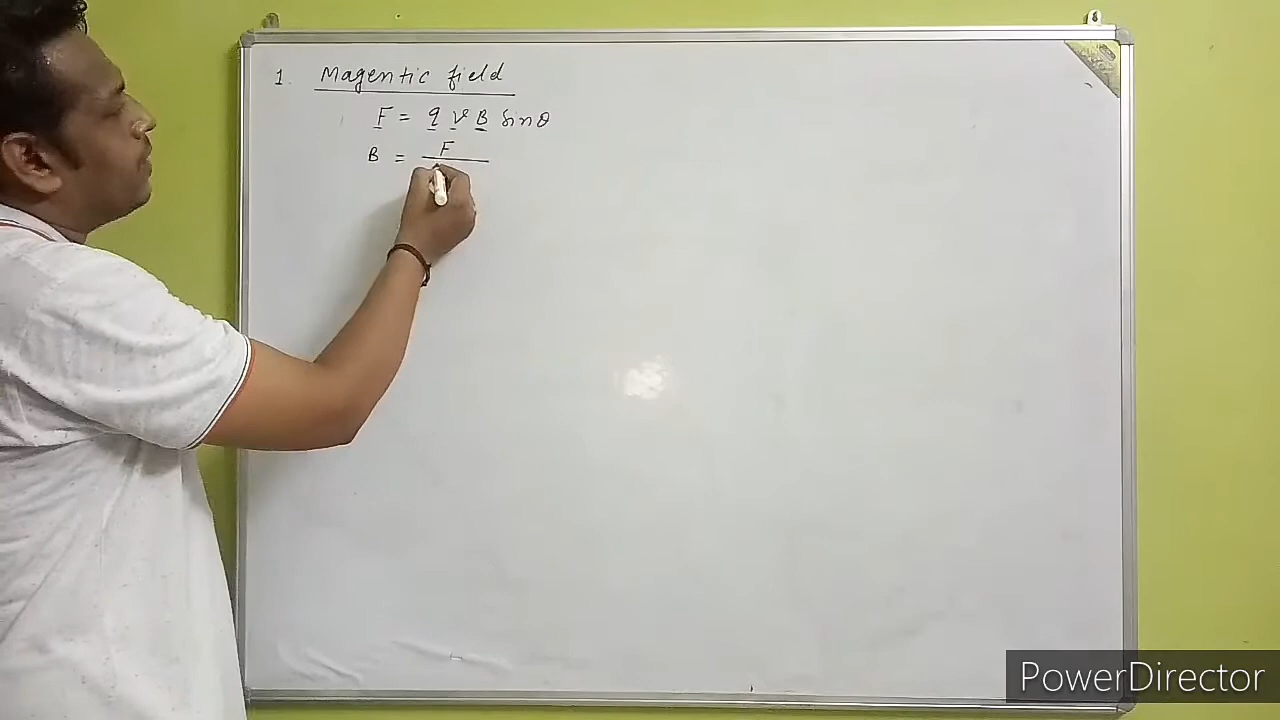 1. Magentic field
F = q v B sinθ
B = F
PowerDirector